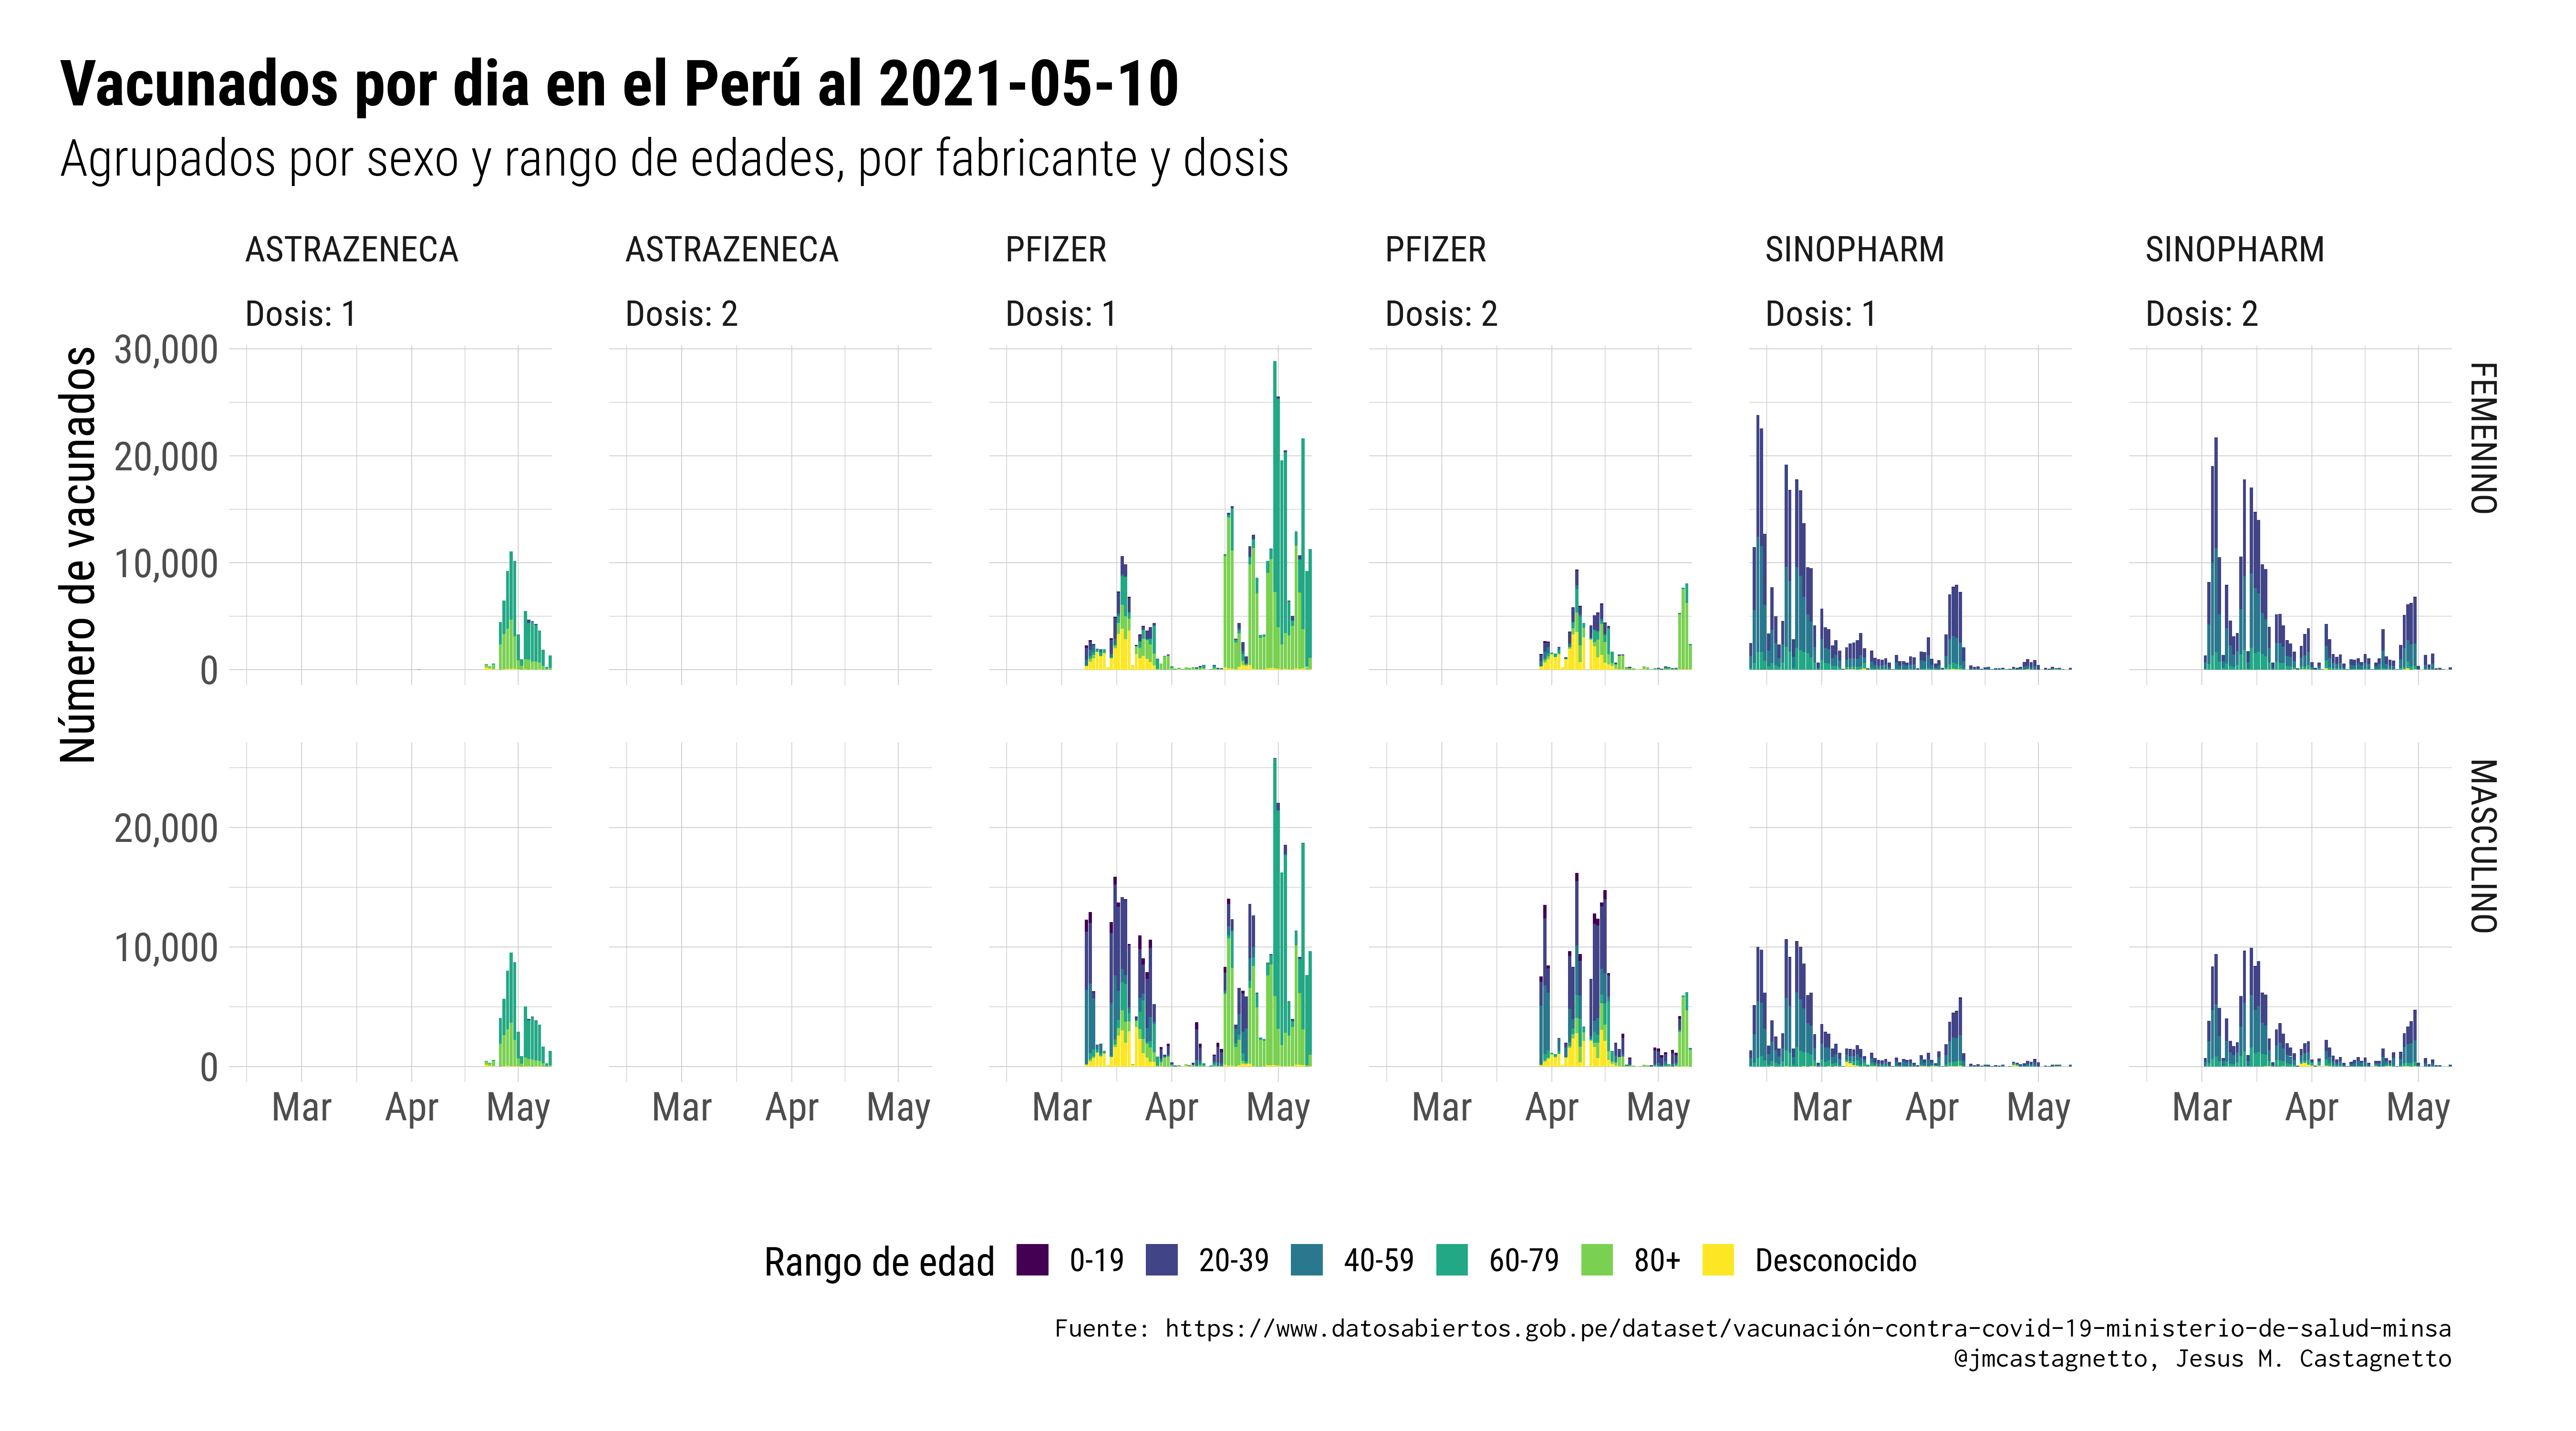 Vacunados por dia en el Perú al 2021-05-10
Agrupados por sexo y rango de edades, por fabricante y dosis
ASTRAZENECA ASTRAZENECA PFIZER PFIZER SINOPHARM SINOPHARM
Dosis: 1 Dosis: 2 Dosis: 1 Dosis: 2 Dosis: 1 Dosis: 2
Número de vacunados
30,000
20,000
10,000
0
FEMENINO
20,000
10,000
0
MASCULINO
Mar Apr May Mar Apr May Mar Apr May Mar Apr May Mar Apr May Mar Apr May
Rango de edad 0-19 20-39 40-59 60-79 80+ Desconocido
Fuente: https://www.datosabiertos.gob.pe/dataset/vacunación-contra-covid-19-ministerio-de-salud-minsa
@jmcastagnetto, Jesus M. Castagnetto